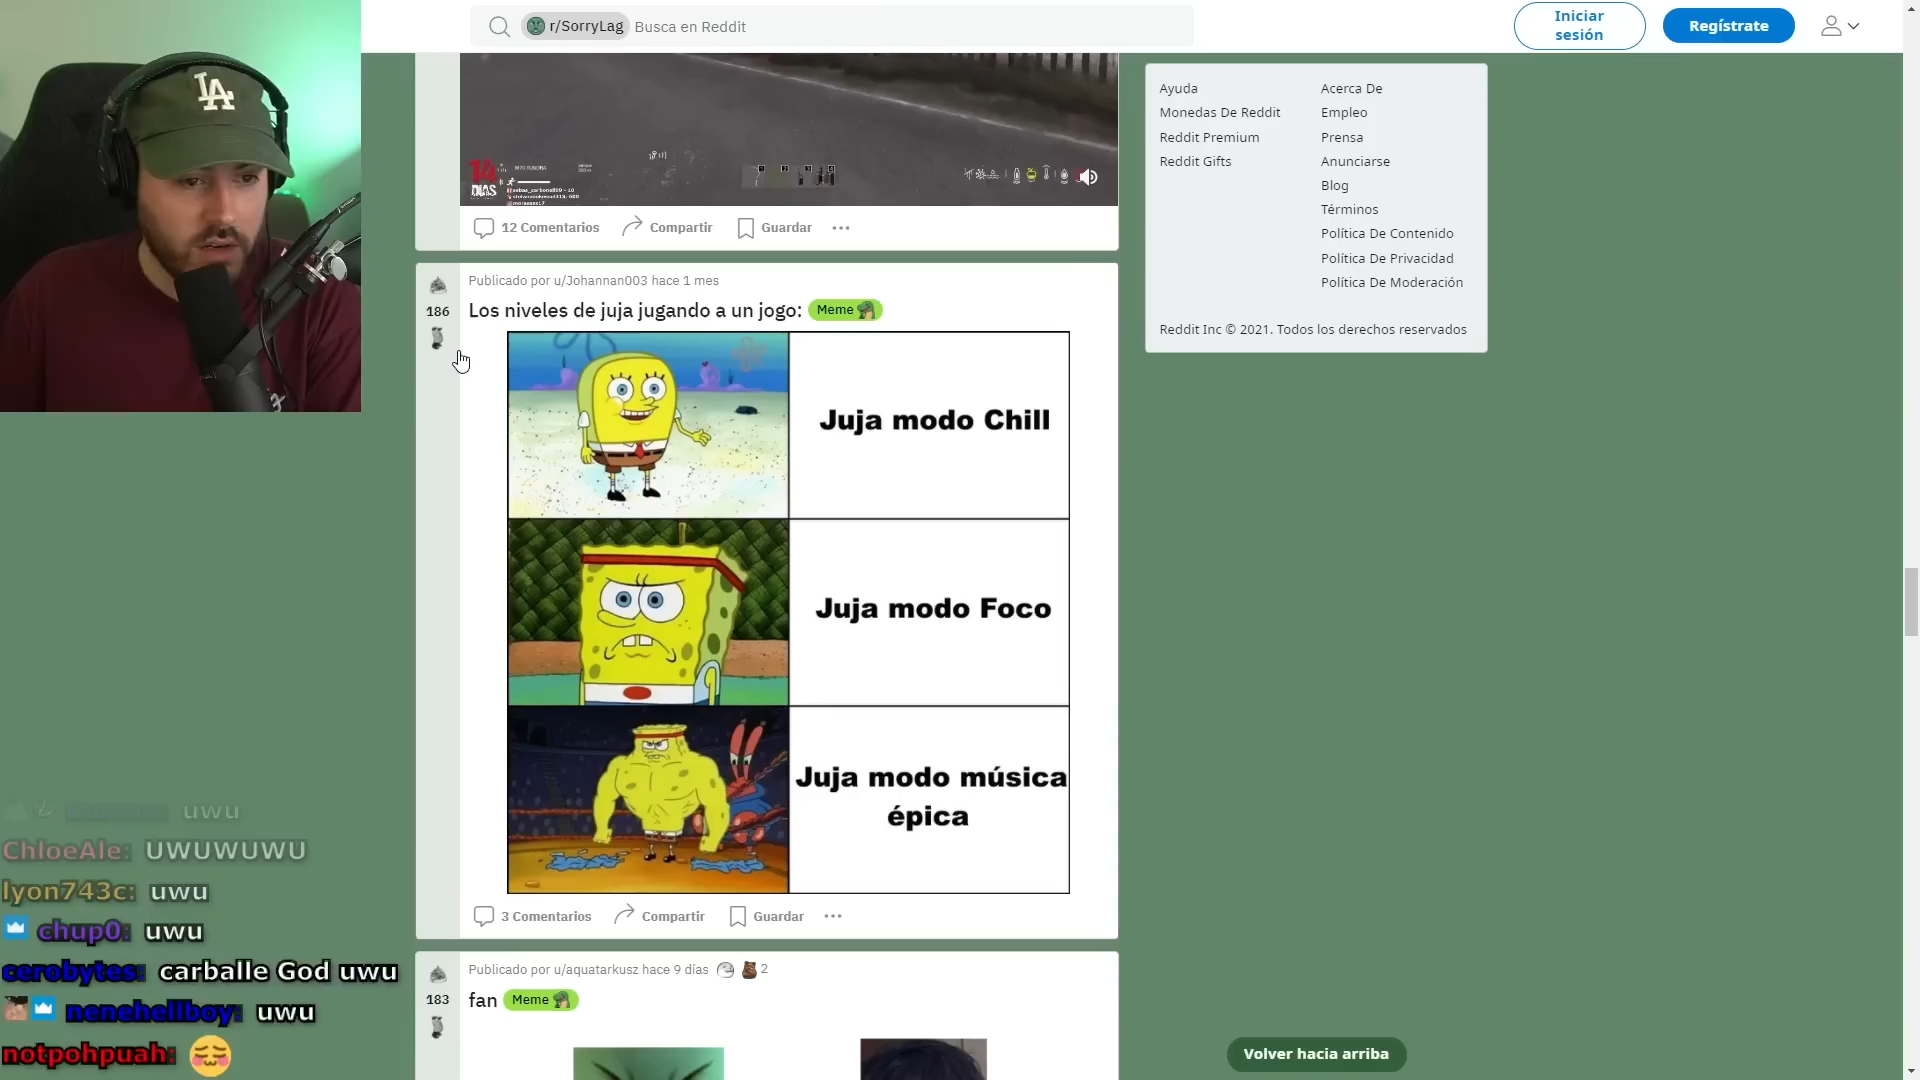 LA
r/SorryLag Busca en Reddit
Iniciar
sesión
Regístrate
Ayuda
Monedas De Reddit
Reddit Premium
Reddit Gifts
Acerca De
Empleo
Prensa
Anunciarse
Blog
Términos
Política De Contenido
Política De Privacidad
Política De Moderación
Reddit Inc © 2021. Todos los derechos reservados
14
DÍAS
12 Comentarios Compartir Guardar
186
Publicado por u/Johannan003 hace 1 mes
Los niveles de juja jugando a un jogo: Meme
Juja modo Chill
Juja modo Foco
Juja modo música
épica
3 Comentarios Compartir Guardar
183
Publicado por u/aquatarkusz hace 9 días 2
fan Meme
Volver hacia arriba
uwu
ChloeAle: UWUWUWU
lyon743c: uwu
chup0: uwu
cerobytes: carballe God uwu
nenehellboy: uwu
notpohpuah: